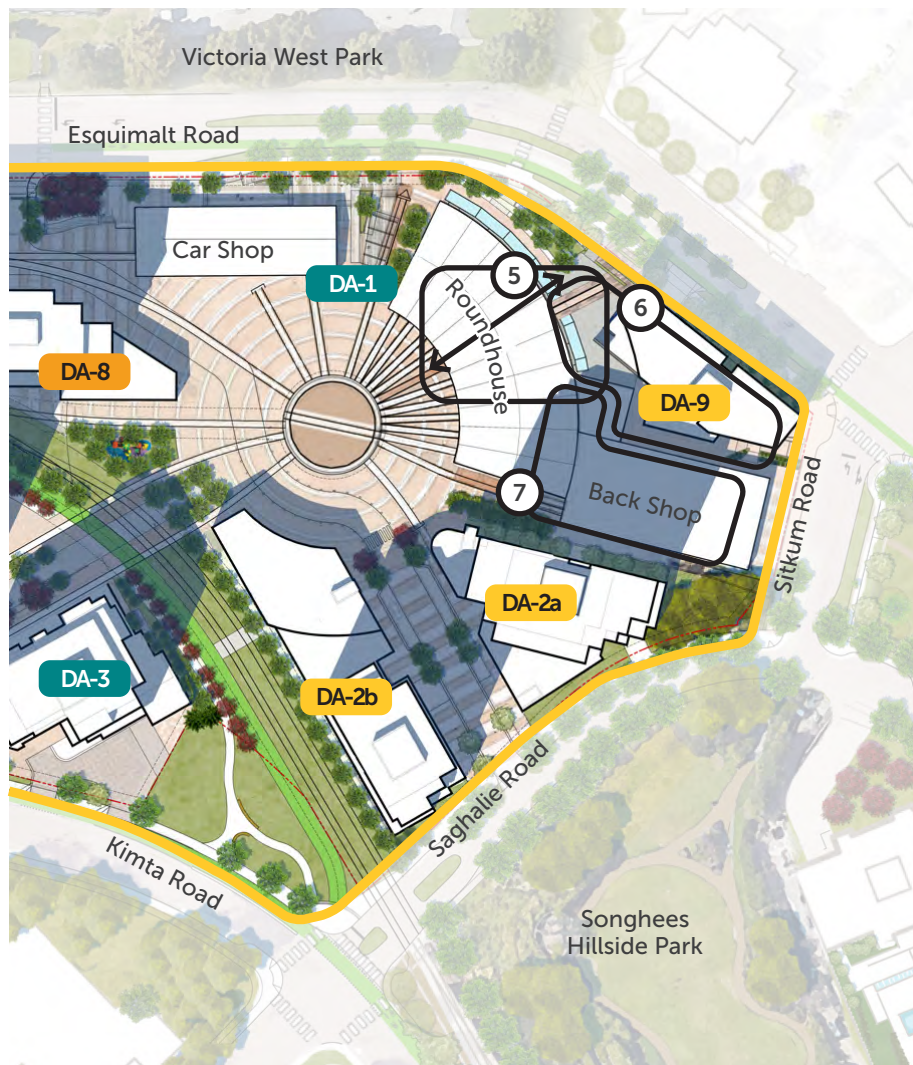 Victoria West Park
Esquimalt Road
Car Shop
DA-1
5
6
Roundhouse
DA-8
DA-9
7
Back Shop
Sitkum Road
DA-2a
DA-3
DA-2b
Saghalie Road
Kimta Road
Songhees
Hillside Park